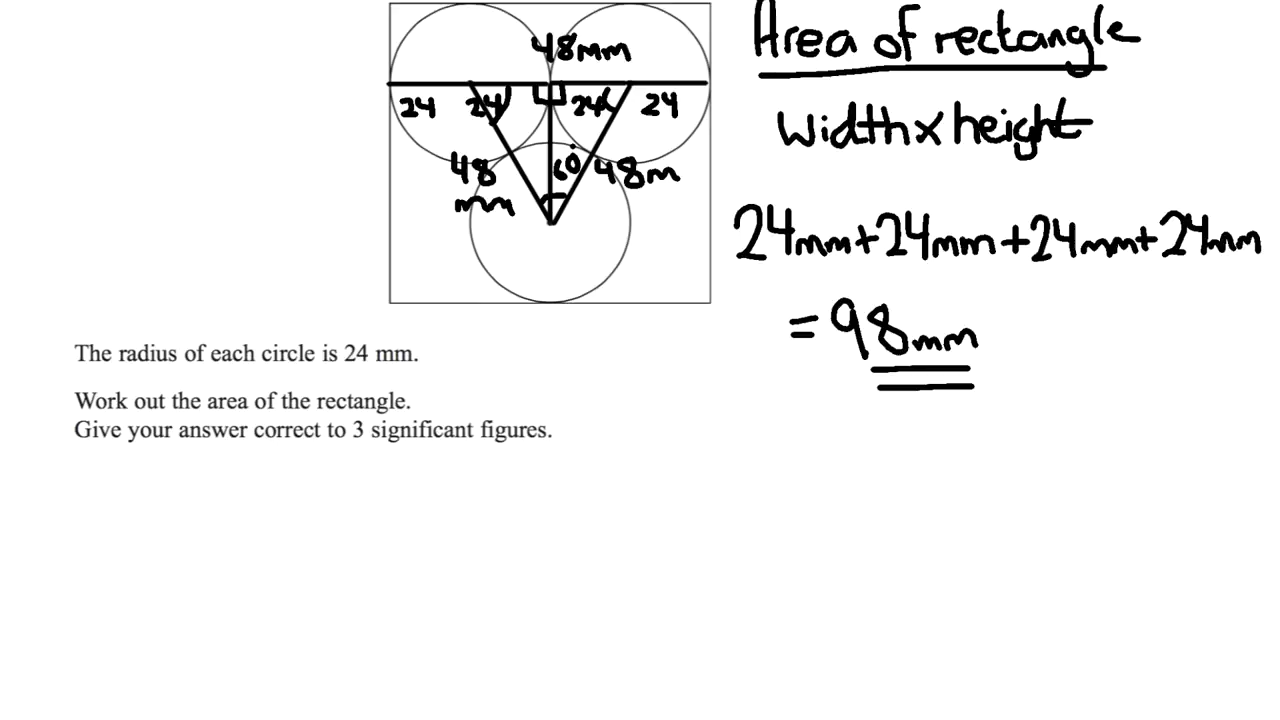 Area of rectangle
48mm
24 24 24 24
width x height
48 mm 60° 48m
24mm+24mm+24mm+24mm
= 98mm
The radius of each circle is 24 mm.
Work out the area of the rectangle.
Give your answer correct to 3 significant figures.